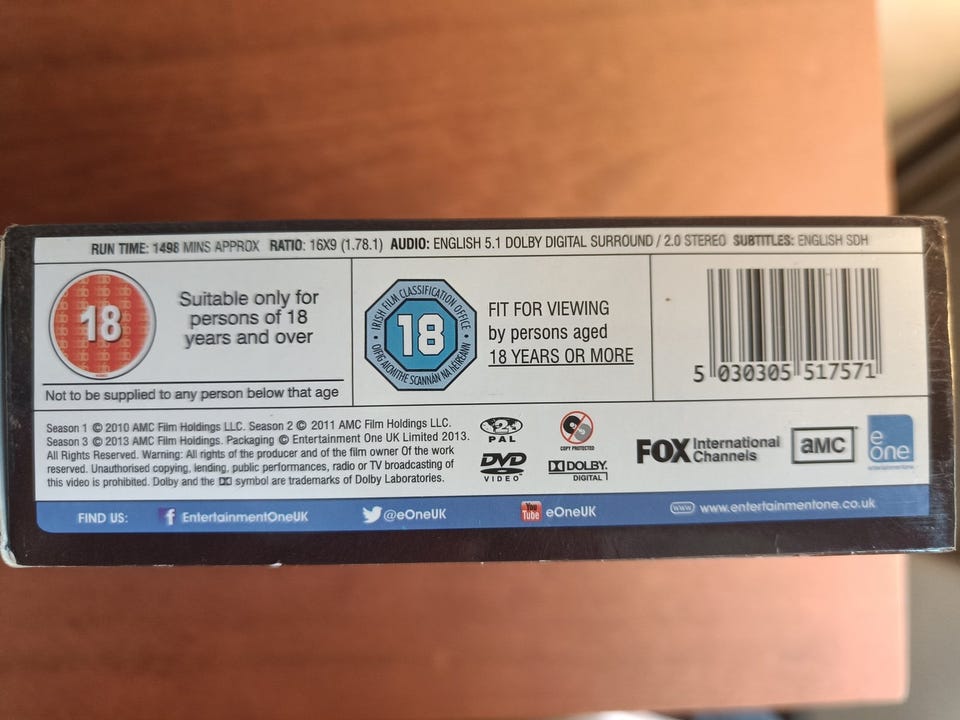 RUN TIME: 1498 MINS APPROX RATIO: 16X9 (1.78.1) AUDIO: ENGLISH 5.1 DOLBY DIGITAL SURROUND / 2.0 STEREO SUBTITLES: ENGLISH SDH
18
Suitable only for
persons of 18
years and over
Not to be supplied to any person below that age
IRISH FILM CLASSIFICATION OFFICE
18
OIFIG AICMITHE SCANNÁN NA HÉIREANN
FIT FOR VIEWING
by persons aged
18 YEARS OR MORE
5 030305 517571
Season 1 © 2010 AMC Film Holdings LLC. Season 2 © 2011 AMC Film Holdings LLC.
Season 3 © 2013 AMC Film Holdings. Packaging © Entertainment One UK Limited 2013.
All Rights Reserved. Warning: All rights of the producer and of the film owner Of the work
reserved. Unauthorised copying, lending, public performances, radio or TV broadcasting of
this video is prohibited. Dolby and the symbol are trademarks of Dolby Laboratories.
2
PAL
COPY PROTECTED
DVD
VIDEO
DOLBY
DIGITAL
FOX International
Channels
aMC
e
one
FIND US: f EntertainmentOneUK @eOneUK You Tube eOneUK www www.entertainmentone.co.uk